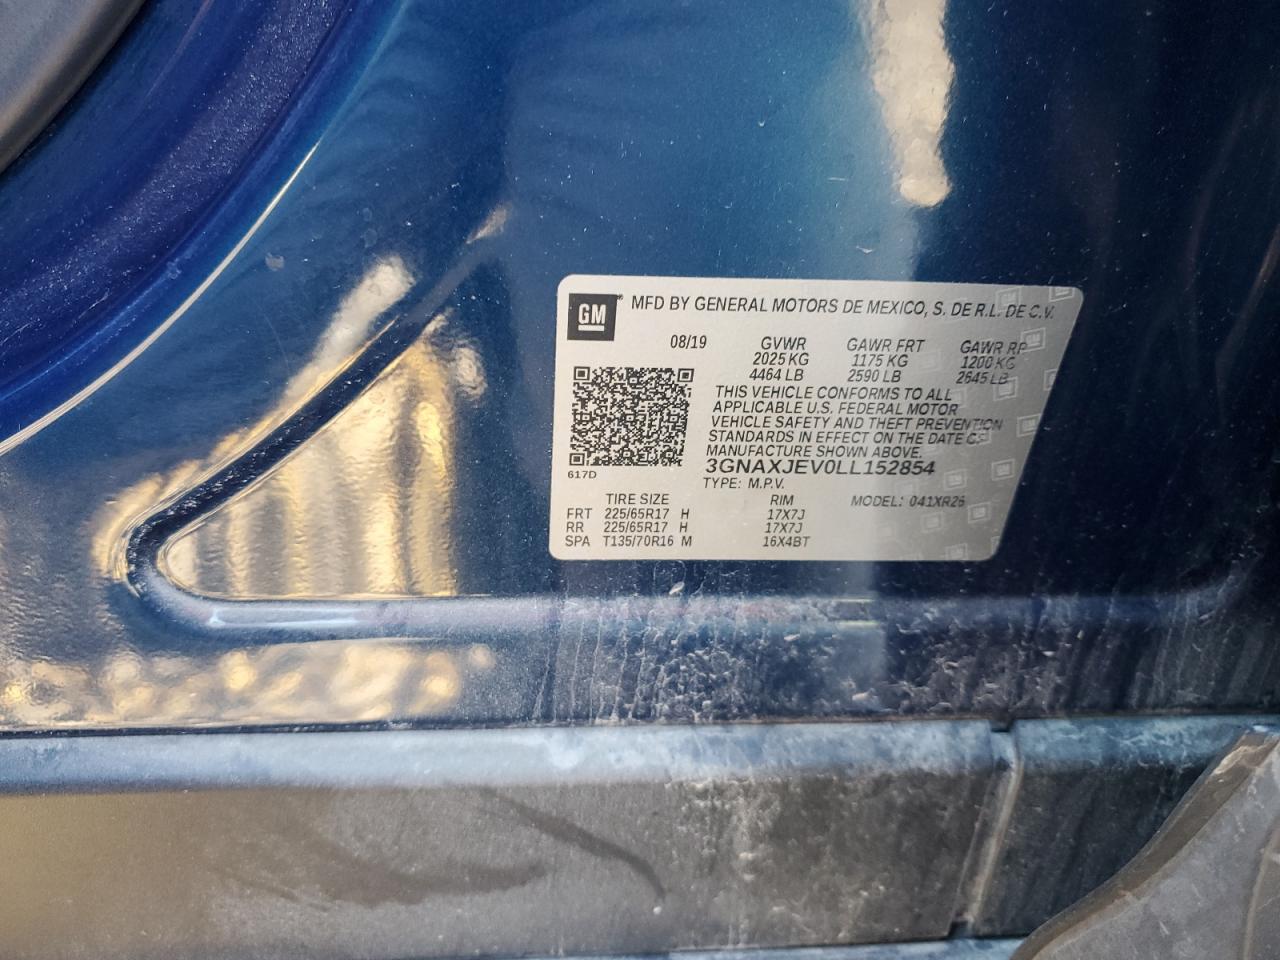 GM
MFD BY GENERAL MOTORS DE MEXICO, S. DE R.L. DE C.V.
08/19 GVWR GAWR FRT GAWR RR
2025 KG 1175 KG 1200 KG
4464 LB 2590 LB 2645 LB
THIS VEHICLE CONFORMS TO ALL
APPLICABLE U.S. FEDERAL MOTOR
VEHICLE SAFETY AND THEFT PREVENTION
STANDARDS IN EFFECT ON THE DATE OF
MANUFACTURE SHOWN ABOVE.
3GNAXJEV0LL152854
617D
TYPE: M.P.V.
TIRE SIZE RIM MODEL: 041XR26
FRT 225/65R17 H 17X7J
RR 225/65R17 H 17X7J
SPA T135/70R16 M 16X4BT